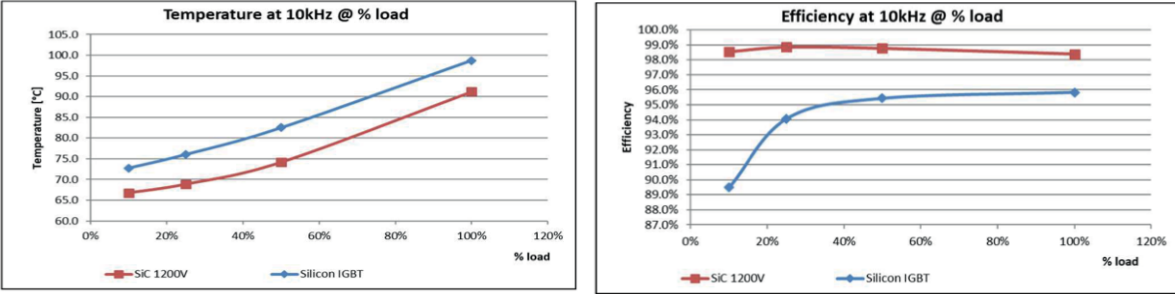 Temperature at 10kHz @ % load
Temperature [°C]
105.0
100.0
95.0
90.0
85.0
80.0
75.0
70.0
65.0
60.0
0% 20% 40% 60% 80% 100% 120%
% load
SiC 1200V Silicon IGBT
Efficiency at 10kHz @ % load
Efficiency
100.0%
99.0%
98.0%
96.0%
95.0%
94.0%
93.0%
92.0%
91.0%
90.0%
89.0%
88.0%
87.0%
0% 20% 40% 60% 80% 100% 120%
% load
SiC 1200V Silicon IGBT